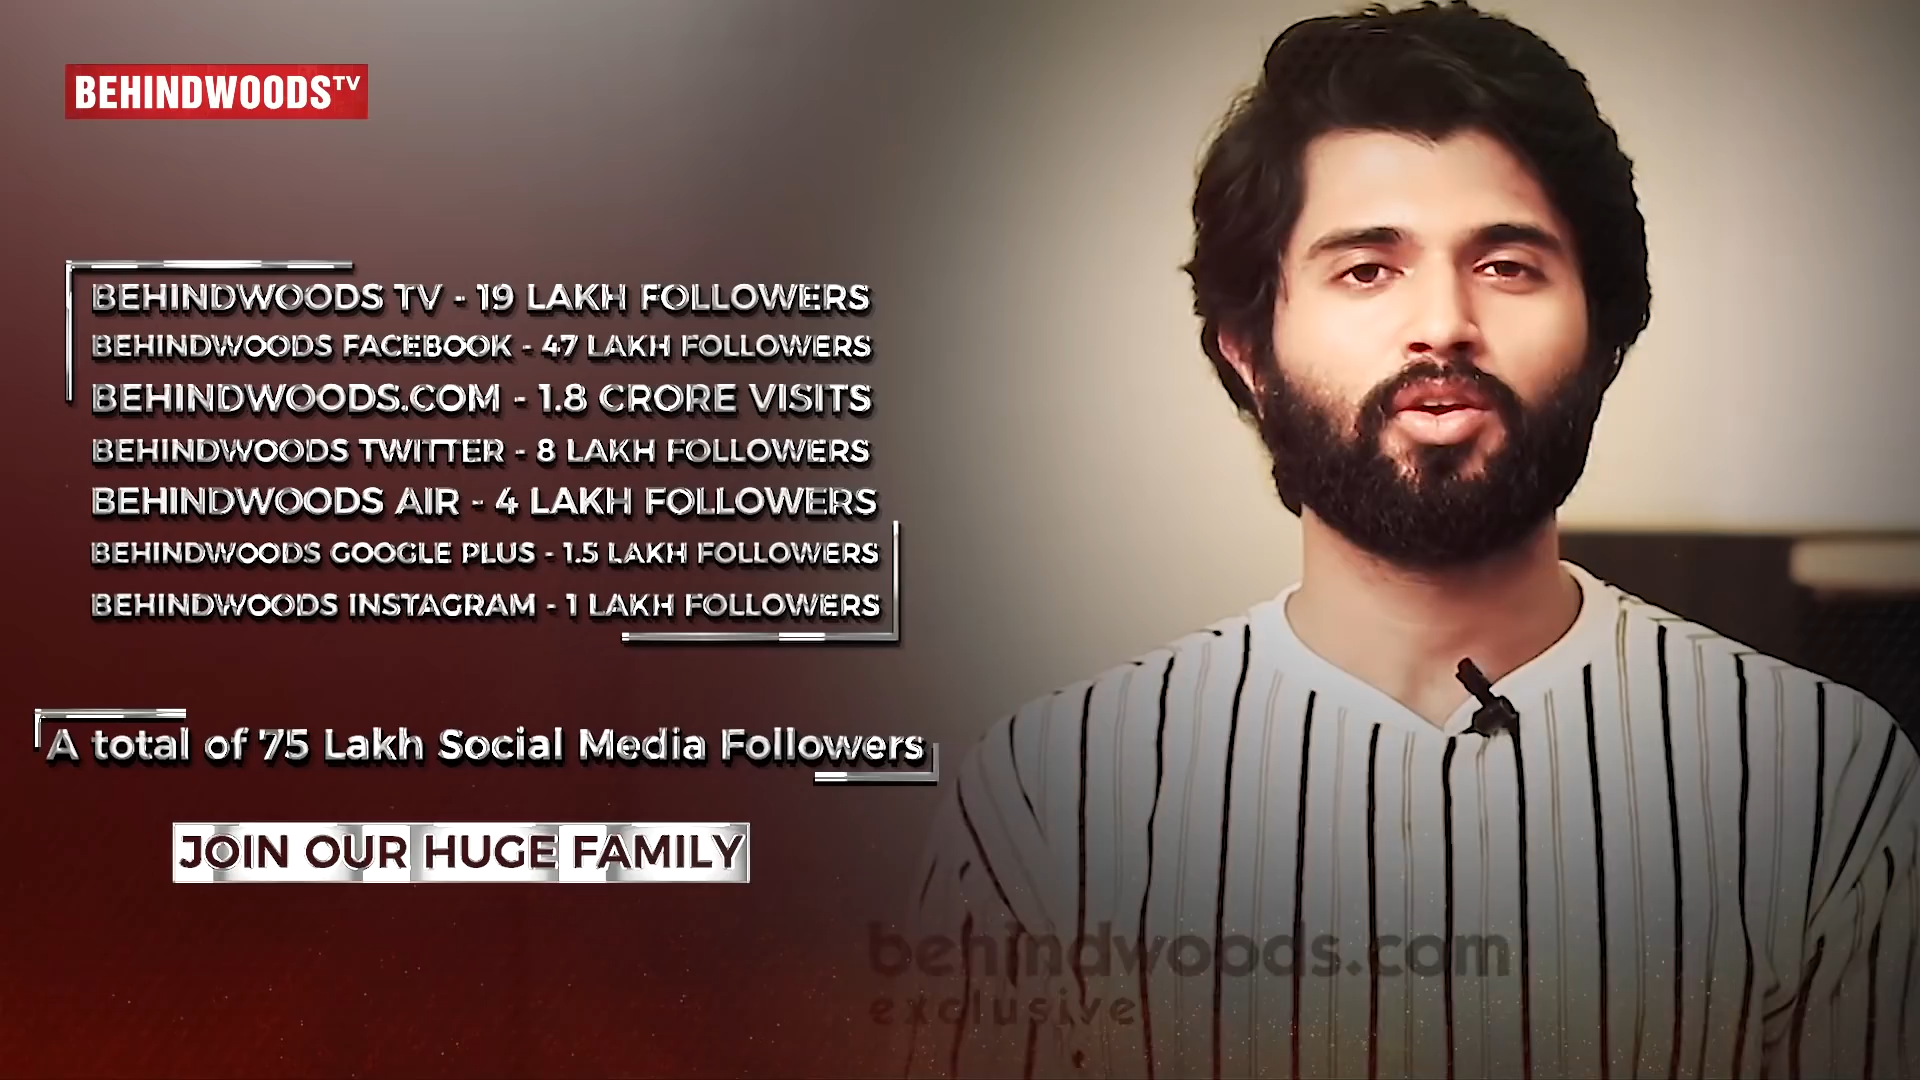 BEHINDWOODS TV
BEHINDWOODS TV - 19 LAKH FOLLOWERS
BEHINDWOODS FACEBOOK - 47 LAKH FOLLOWERS
BEHINDWOODS.COM - 1.8 CRORE VISITS
BEHINDWOODS TWITTER - 8 LAKH FOLLOWERS
BEHINDWOODS AIR - 4 LAKH FOLLOWERS
BEHINDWOODS GOOGLE PLUS - 1.5 LAKH FOLLOWERS
BEHINDWOODS INSTAGRAM - 1 LAKH FOLLOWERS
A total of 75 Lakh Social Media Followers
JOIN OUR HUGE FAMILY
behindwoods.com
exclusive